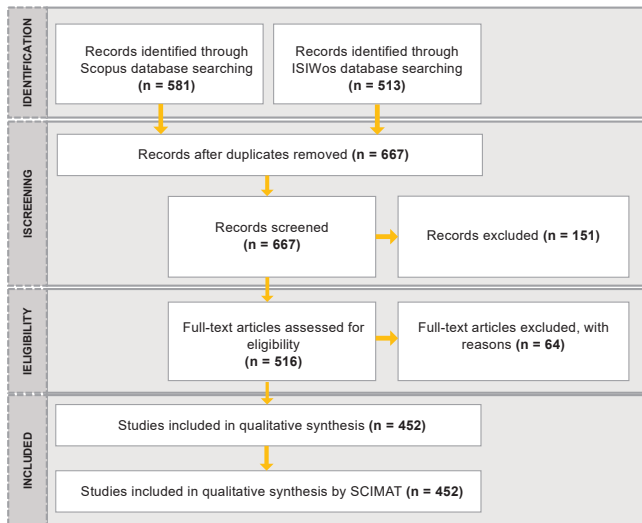 IDENTIFICATION
Records identified through
Scopus database searching
(n = 581)
Records identified through
ISIWos database searching
(n = 513)
ISCREENING
Records after duplicates removed (n = 667)
Records screened
(n = 667)
Records excluded (n = 151)
IELIGIBILITY
Full-text articles assessed for
eligibility
(n = 516)
Full-text articles excluded, with
reasons (n = 64)
INCLUDED
Studies included in qualitative synthesis (n = 452)
Studies included in qualitative synthesis by SCIMAT (n = 452)